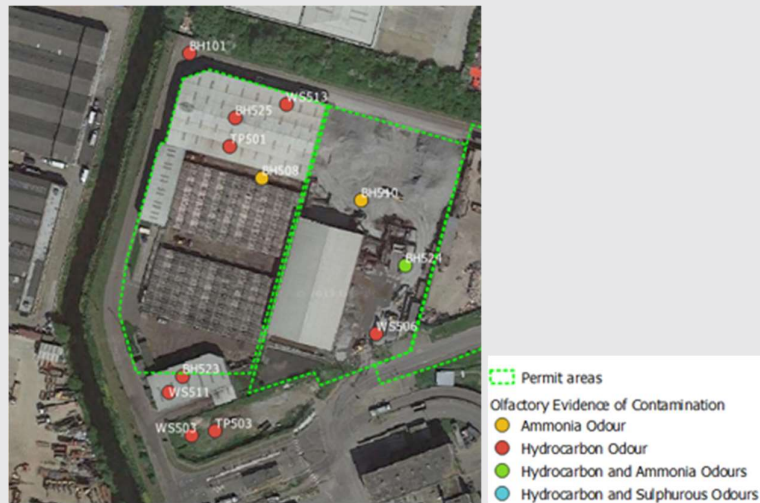 BH101
WS513
BH525
TP501
BH508
BH510
BH524
WS506
BH523
WS511
WS503
TP503
Permit areas
Olfactory Evidence of Contamination
Ammonia Odour
Hydrocarbon Odour
Hydrocarbon and Ammonia Odours
Hydrocarbon and Sulphurous Odours